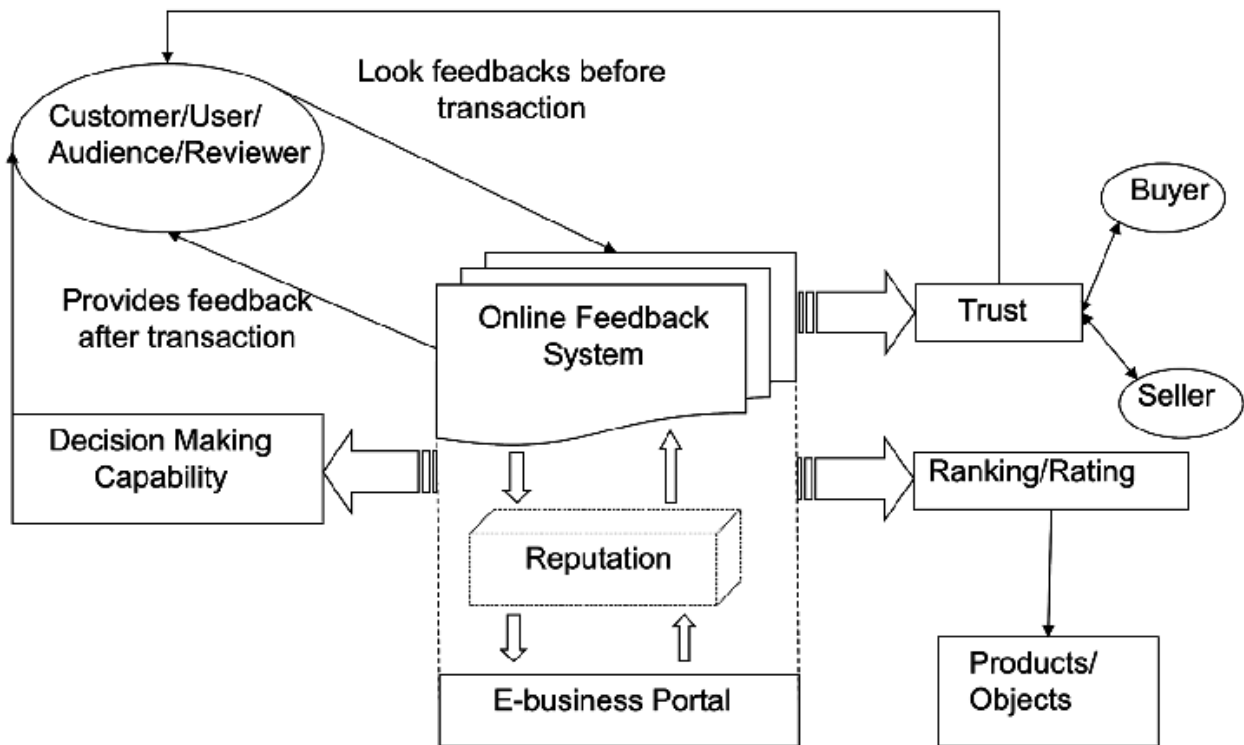 Look feedbacks before
transaction
Customer/User/
Audience/Reviewer
Buyer
Provides feedback
after transaction
Online Feedback
System
Trust
Seller
Decision Making
Capability
Ranking/Rating
Reputation
Products/
Objects
E-business Portal